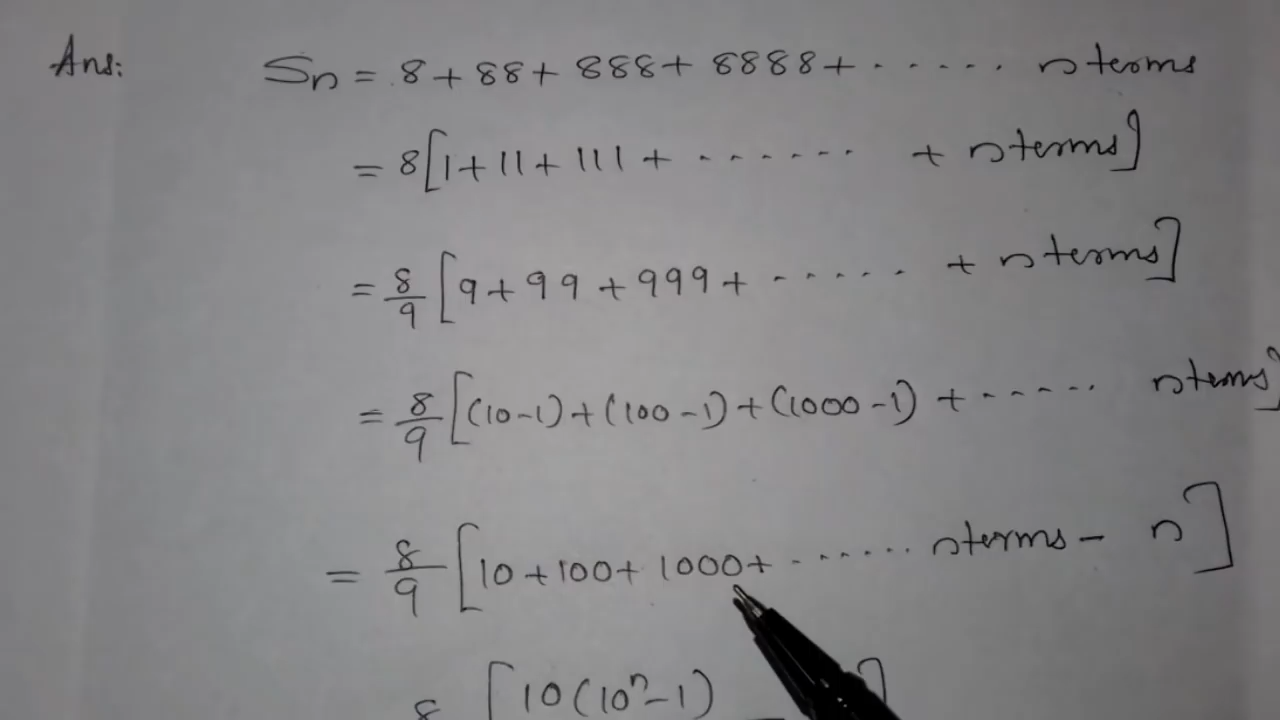 Ans: Sn = 8 + 88 + 888 + 8888 + ...... n terms
= 8[1 + 11 + 111 + ....... + n terms]
= 8/9 [9 + 99 + 999 + ...... + n terms]
= 8/9 [(10-1) + (100-1) + (1000-1) + ...... n terms]
= 8/9 [10 + 100 + 1000 + ....... n terms - n]
8 [10(10^n - 1) ]